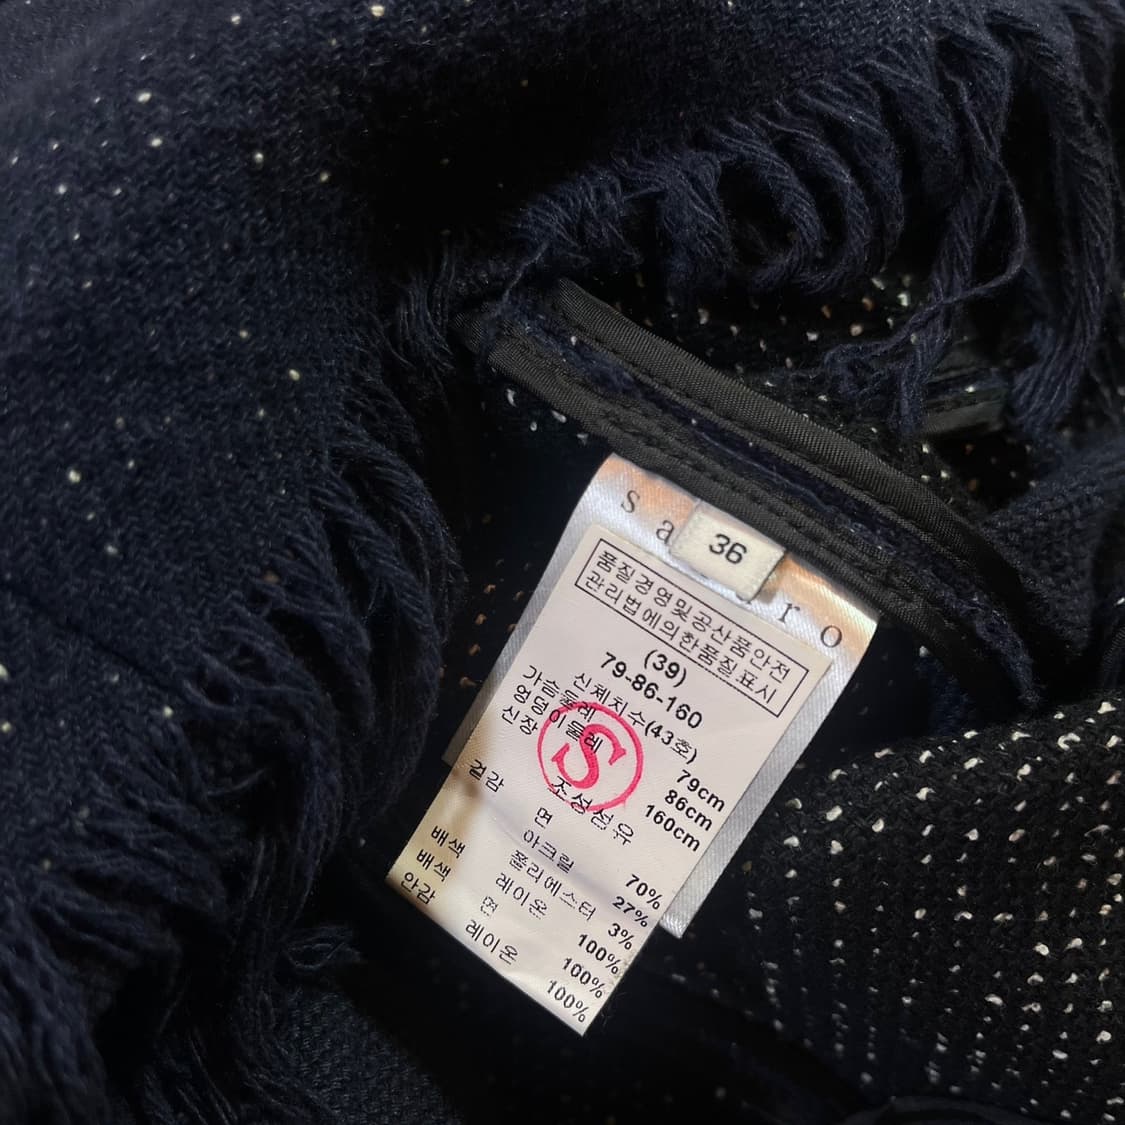 sa
ro
36
품질경영및공산품안전
관리법에의한품질표시
(39)
79-86-160
신체치수(43호)
가슴둘레 79cm
엉덩이둘레 86cm
신장 160cm
S
조성섬유
겉감 면 70%
아크릴 27%
폴리에스터 3%
배색 레이온 100%
배색 면 100%
안감 레이온 100%